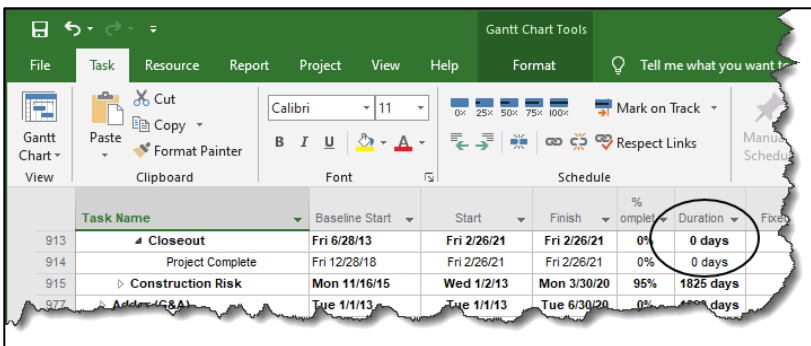 Gantt Chart Tools
File Task Resource Report Project View Help Format Tell me what you want to
Cut
Copy
Format Painter
Paste
Gantt
Chart
Calibri 11
B I U A
0% 25% 50% 75% 100%
Mark on Track
Respect Links
Manua
Schedu
View Clipboard Font Schedule
Task Name Baseline Start Start Finish % omplet Duration Fixed
913 Closeout Fri 6/28/13 Fri 2/26/21 Fri 2/26/21 0% 0 days
914 Project Complete Fri 12/28/18 Fri 2/26/21 Fri 2/26/21 0% 0 days
915 Construction Risk Mon 11/16/15 Wed 1/2/13 Mon 3/30/20 95% 1825 days
977 Adder (G&A) Tue 1/1/13 Tue 1/1/13 Tue 6/30/20 0% days